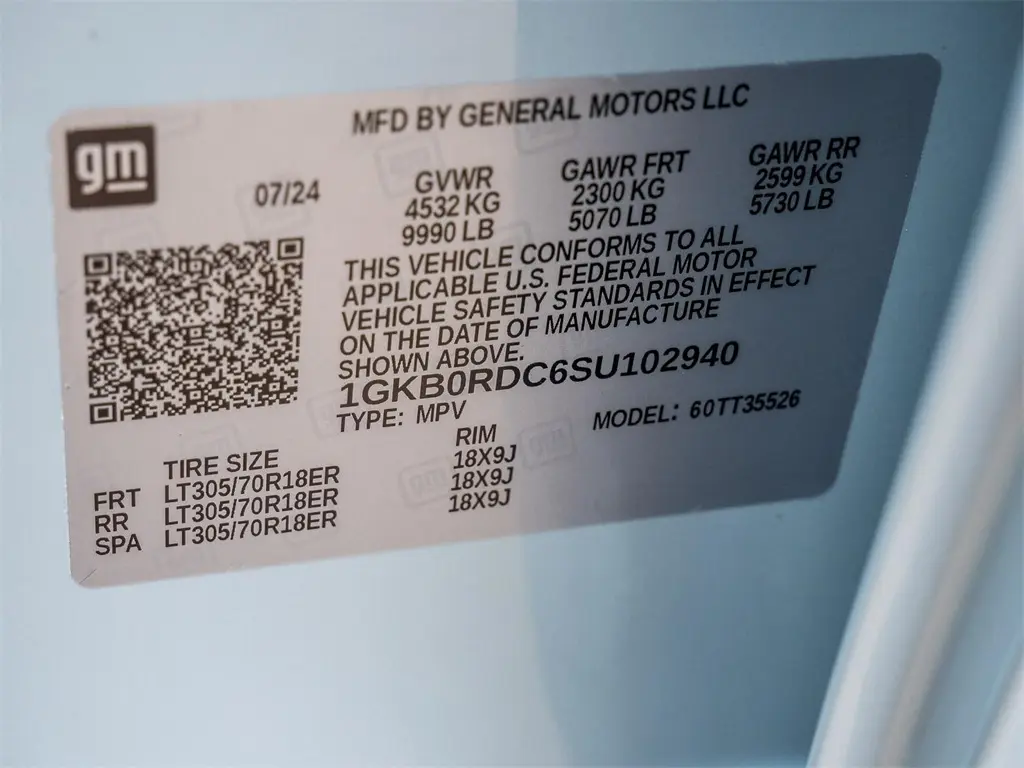 gm
MFD BY GENERAL MOTORS LLC
07/24
GVWR
4532 KG
9990 LB
GAWR FRT
2300 KG
5070 LB
GAWR RR
2599 KG
5730 LB
THIS VEHICLE CONFORMS TO ALL
APPLICABLE U.S. FEDERAL MOTOR
VEHICLE SAFETY STANDARDS IN EFFECT
ON THE DATE OF MANUFACTURE
SHOWN ABOVE.
1GKB0RDC6SU102940
TYPE: MPV
MODEL: 60TT35526
TIRE SIZE RIM
FRT LT305/70R18ER 18X9J
RR LT305/70R18ER 18X9J
SPA LT305/70R18ER 18X9J